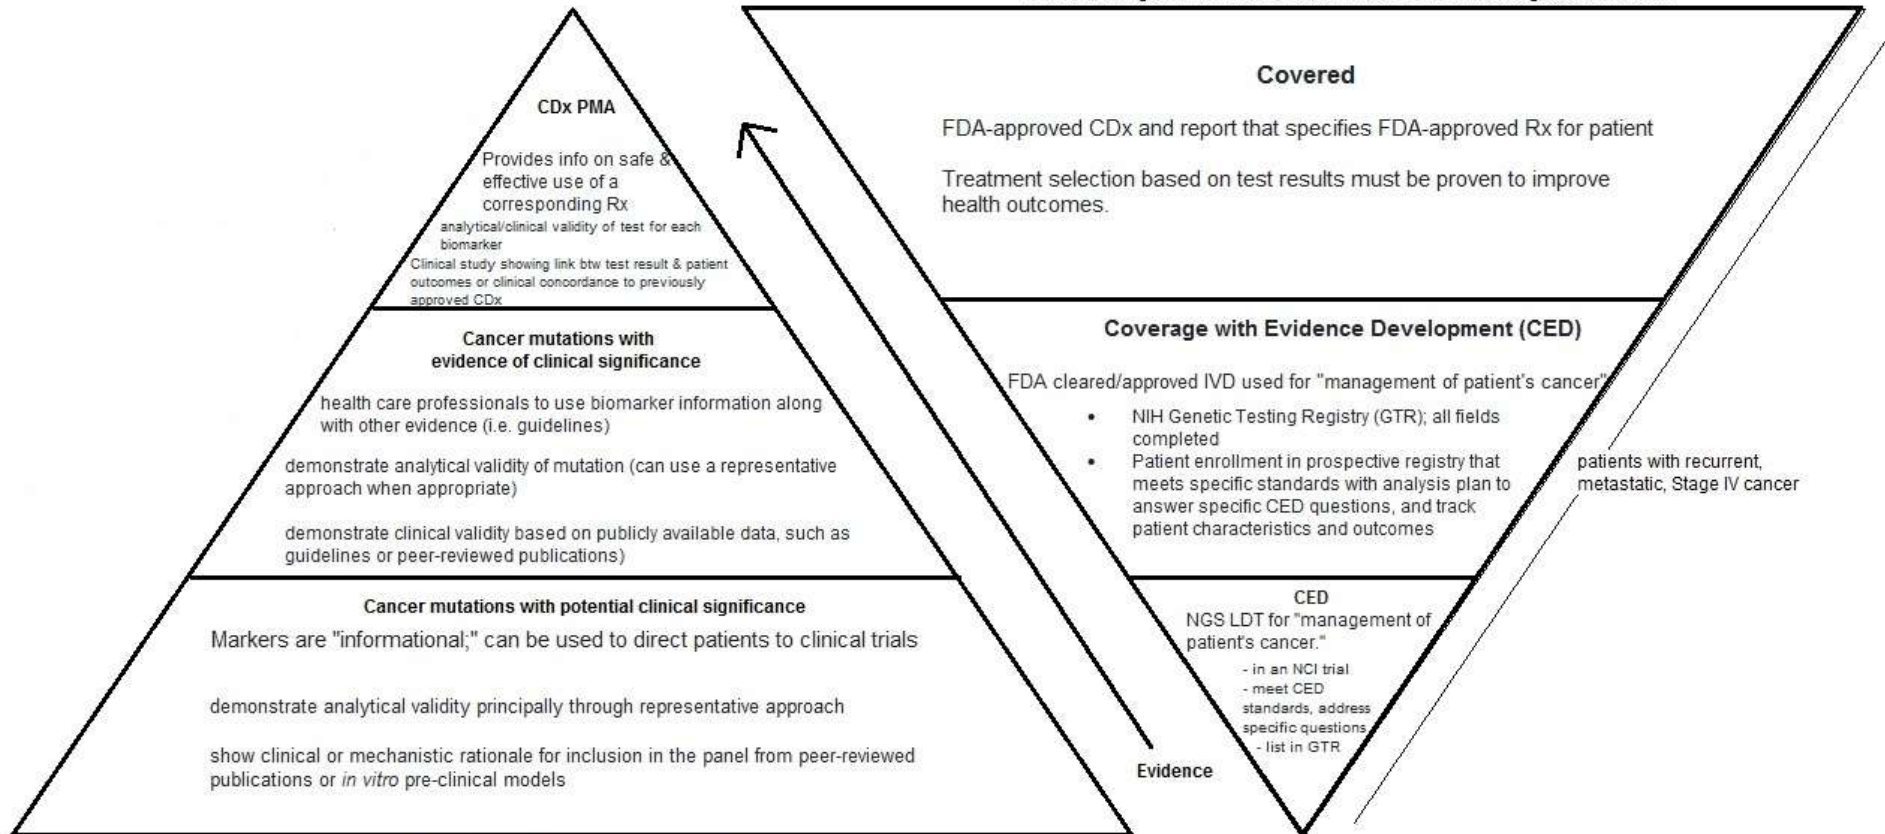 CDx PMA
Provides info on safe &
effective use of a
corresponding Rx
analytical/clinical validity of test for each
biomarker
Clinical study showing link btw test result & patient
outcomes or clinical concordance to previously
approved CDx
Cancer mutations with
evidence of clinical significance
health care professionals to use biomarker information along
with other evidence (i.e. guidelines)
demonstrate analytical validity of mutation (can use a representative
approach when appropriate)
demonstrate clinical validity based on publicly available data, such as
guidelines or peer-reviewed publications)
Cancer mutations with potential clinical significance
Markers are "informational;" can be used to direct patients to clinical trials
demonstrate analytical validity principally through representative approach
show clinical or mechanistic rationale for inclusion in the panel from peer-reviewed
publications or in vitro pre-clinical models
Evidence
Covered
FDA-approved CDx and report that specifies FDA-approved Rx for patient
Treatment selection based on test results must be proven to improve
health outcomes.
Coverage with Evidence Development (CED)
FDA cleared/approved IVD used for "management of patient's cancer"
• NIH Genetic Testing Registry (GTR); all fields
completed
• Patient enrollment in prospective registry that
meets specific standards with analysis plan to
answer specific CED questions, and track
patient characteristics and outcomes
CED
NGS LDT for "management of
patient's cancer."
- in an NCI trial
- meet CED
standards, address
specific questions
- list in GTR
patients with recurrent,
metastatic, Stage IV cancer